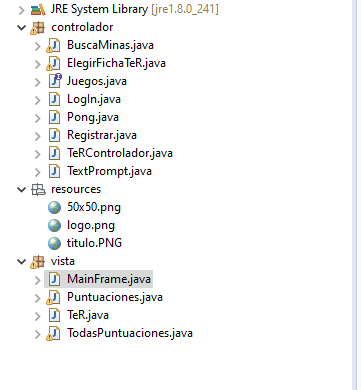 JRE System Library [jre1.8.0_241]
controlador
BuscaMinas.java
ElegirFichaTeR.java
Juegos.java
LogIn.java
Pong.java
Registrar.java
TeRControlador.java
TextPrompt.java
resources
50x50.png
logo.png
titulo.PNG
vista
MainFrame.java
Puntuaciones.java
TeR.java
TodasPuntuaciones.java